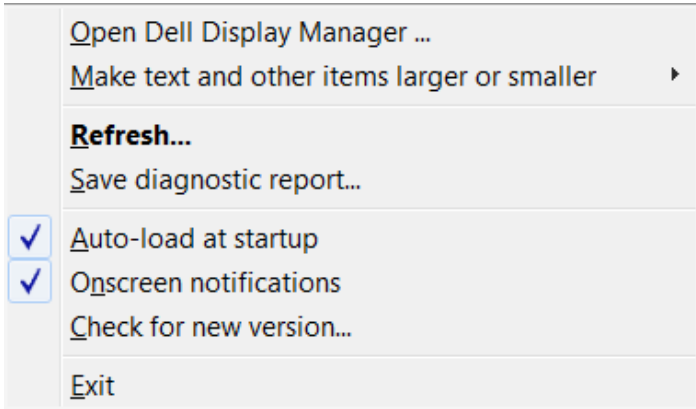 Open Dell Display Manager ...
Make text and other items larger or smaller
Refresh...
Save diagnostic report...
Auto-load at startup
Onscreen notifications
Check for new version...
Exit